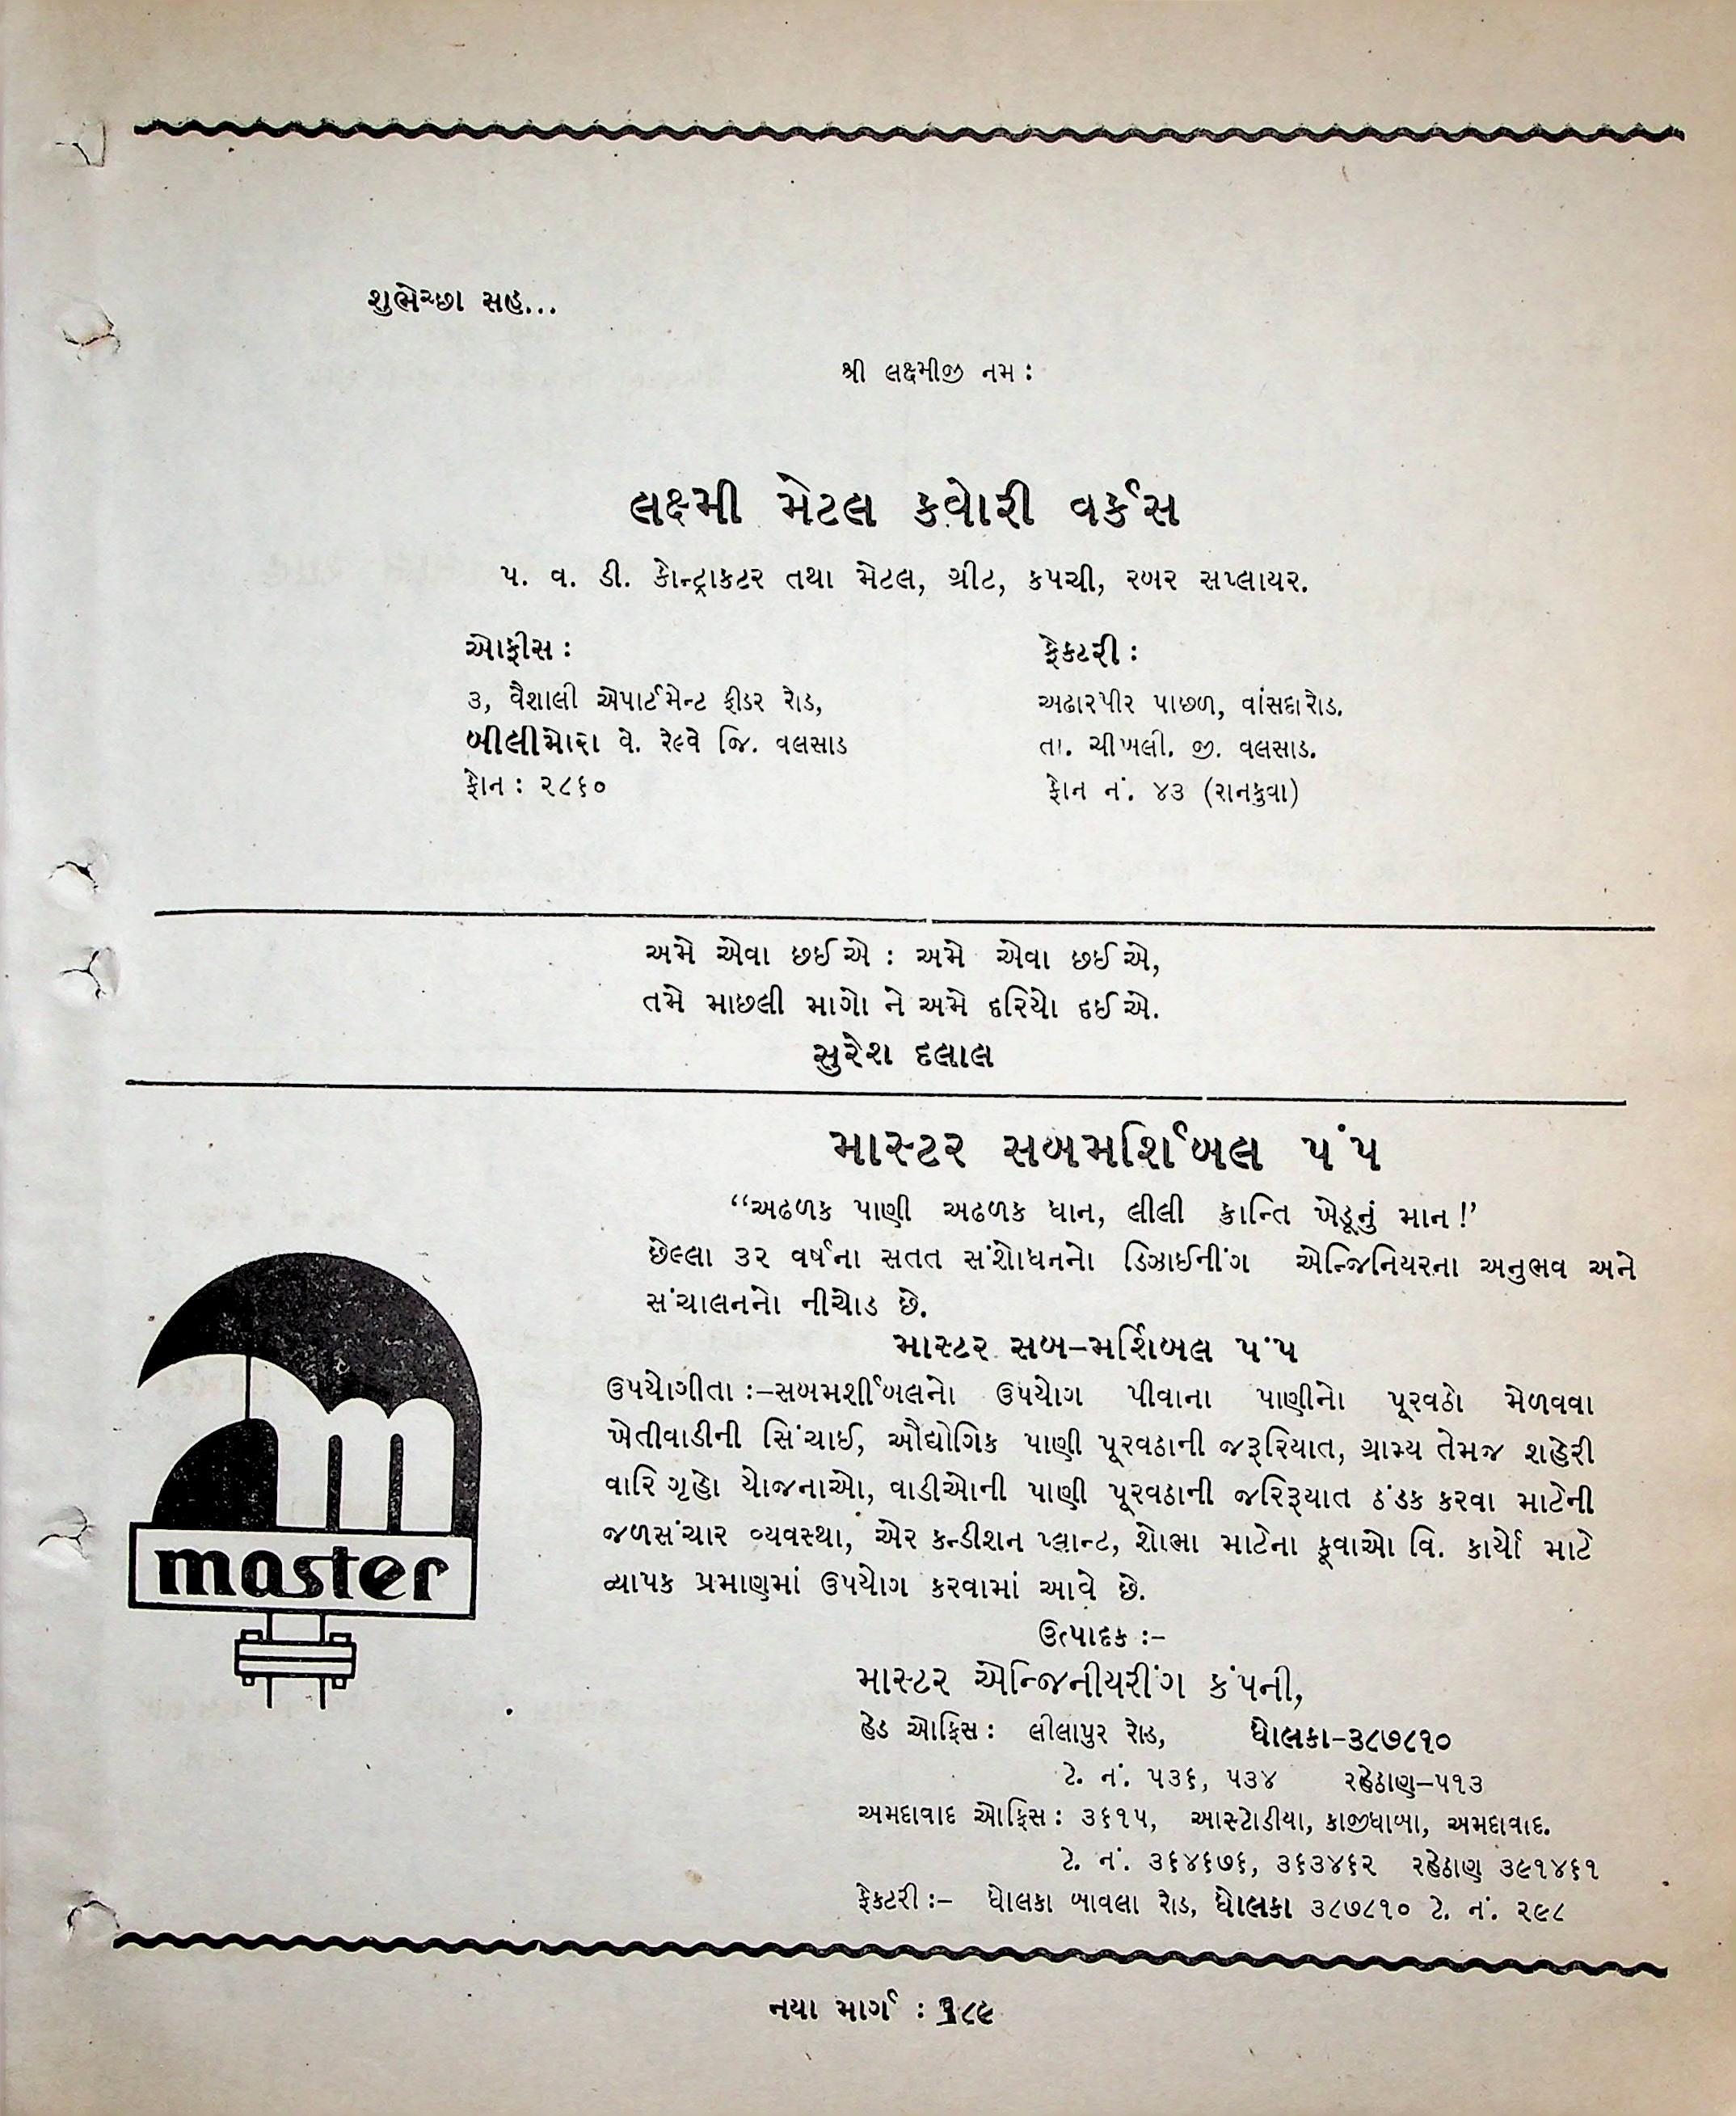 શુભેચ્છા સહ...
શ્રી લક્ષ્મીજી નમ :
લક્ષ્મી મેટલ કવોરી વર્કસ
પ. વ. ડી. કોન્ટ્રાકટર તથા મેટલ, ગ્રીટ, કપચી, રબર સપ્લાયર.
ઓફીસ :
૩, વૈશાલી એપાર્ટમેન્ટ ફીડર રોડ,
બીલીમોરા વે. રેલ્વે જિ. વલસાડ
ફોન : ૨૮૬૦
ફેકટરી :
અઢારપીર પાછળ, વાંસદારોડ.
તા. ચીખલી. જી. વલસાડ.
ફોન નં. ૪૩ (રાનકુવા)
અમે એવા છઈએ : અમે એવા છઈએ,
તમે માછલી માગો ને અમે દરિયો દઈએ.
સુરેશ દલાલ
માસ્ટર સબમર્શિબલ પંપ
“અઢળક પાણી અઢળક ધાન, લીલી ક્રાન્તિ ખેડૂનું માન !’
છેલ્લા ૩૨ વર્ષના સતત સંશોધનનો ડિઝાઈનીંગ એન્જિનિયરના અનુભવ અને
સંચાલનનો નીચોડ છે.
માસ્ટર સબ–મર્શિબલ પંપ
ઉપયોગીતા :–સબમર્શીબલનો ઉપયોગ પીવાના પાણીનો પૂરવઠો મેળવવા
ખેતીવાડીની સિંચાઈ, ઔદ્યોગિક પાણી પૂરવઠાની જરૂરિયાત, ગ્રામ્ય તેમજ શહેરી
વારિ ગૃહો યોજનાઓ, વાડીઓની પાણી પૂરવઠાની જરિરૂયાત ઠંડક કરવા માટેની
જળસંચાર વ્યવસ્થા, એર કન્ડીશન પ્લાન્ટ, શોભા માટેના કૂવાઓ વિ. કાર્યો માટે
વ્યાપક પ્રમાણમાં ઉપયોગ કરવામાં આવે છે.
master
ઉત્પાદક :–
માસ્ટર એન્જિનીયરીંગ કંપની,
હેડ ઓફિસ : લીલાપુર રોડ, ધોલકા-૩૮૭૮૧૦
ટે. નં. ૫૩૬, ૫૩૪ રહેઠાણ–૫૧૩
અમદાવાદ ઓફિસ : ૩૬૧૫, આસ્ટોડીયા, કાજીધાબા, અમદાવાદ.
ટે. નં. ૩૬૪૬૭૬, ૩૬૩૪૬૨ રહેઠાણ ૩૯૧૪૬૧
ફેકટરી :– ધોલકા બાવલા રોડ, ધોલકા ૩૮૭૮૧૦ ટે. નં. ૨૯૮
નયા માર્ગ : ૧૮૯